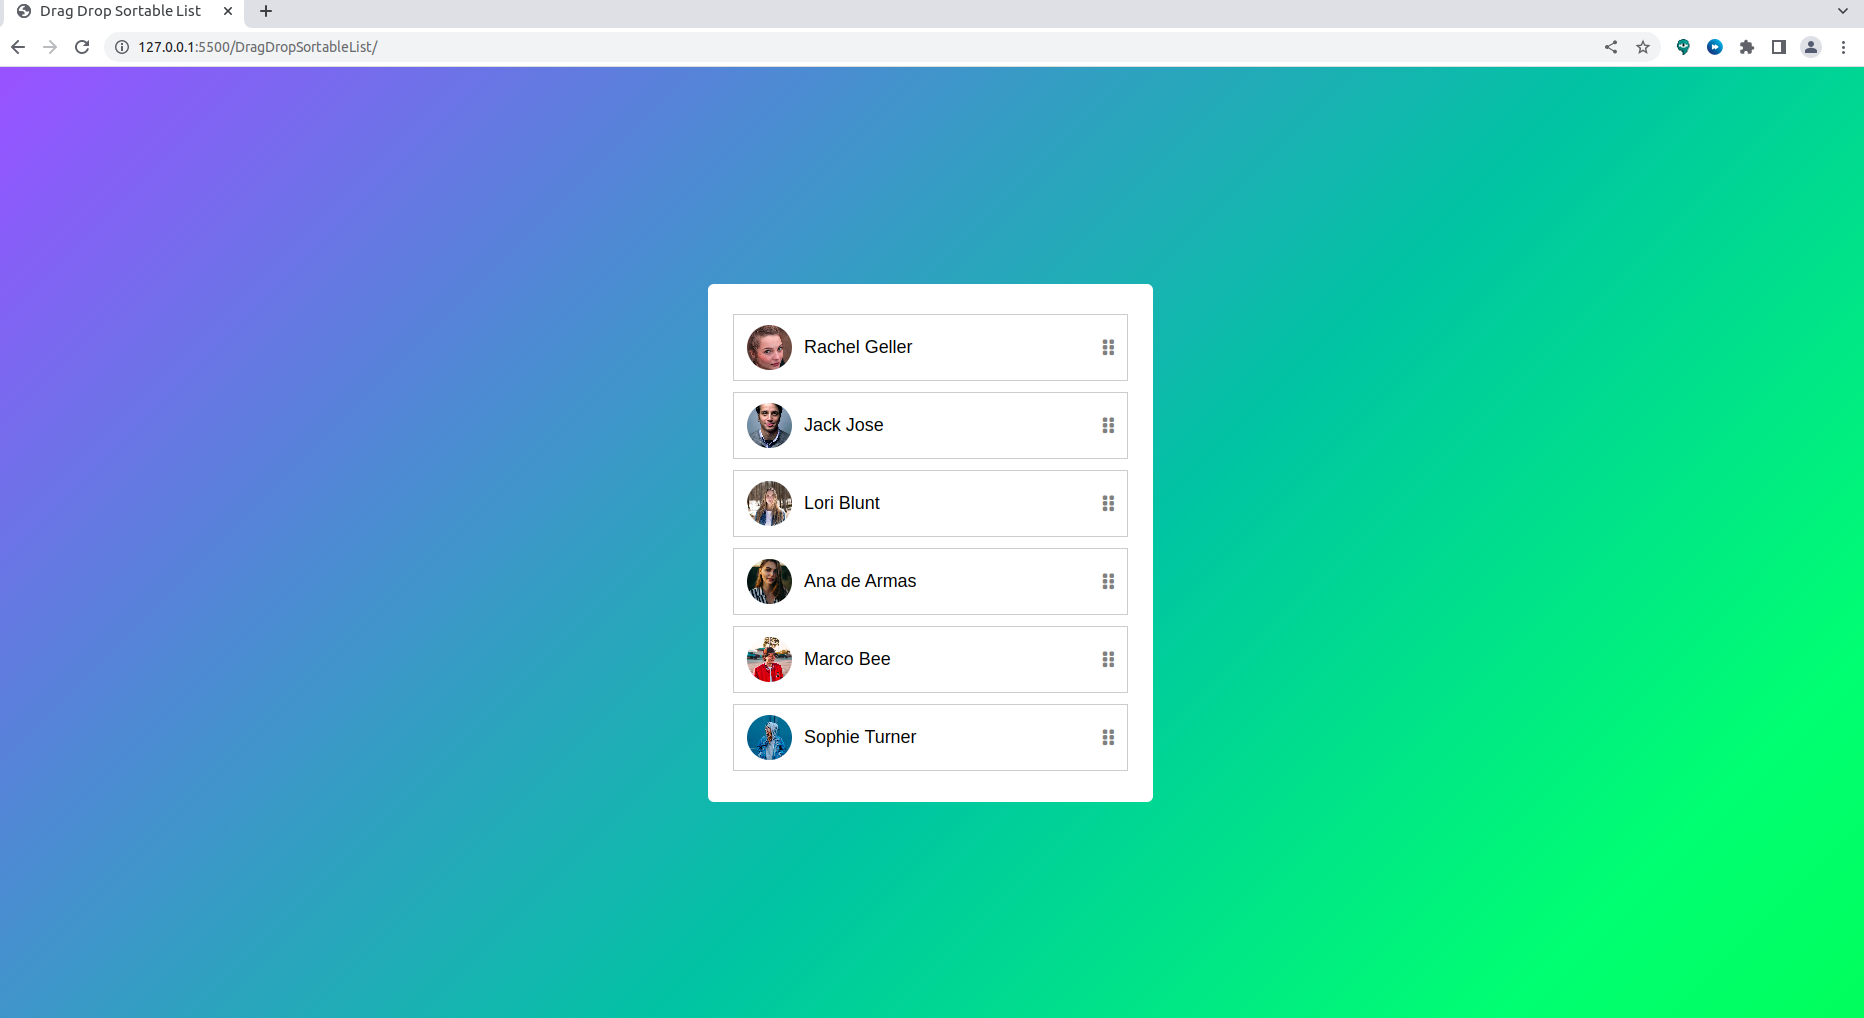 Drag Drop Sortable List
127.0.0.1:5500/DragDropSortableList/
Rachel Geller
Jack Jose
Lori Blunt
Ana de Armas
Marco Bee
Sophie Turner